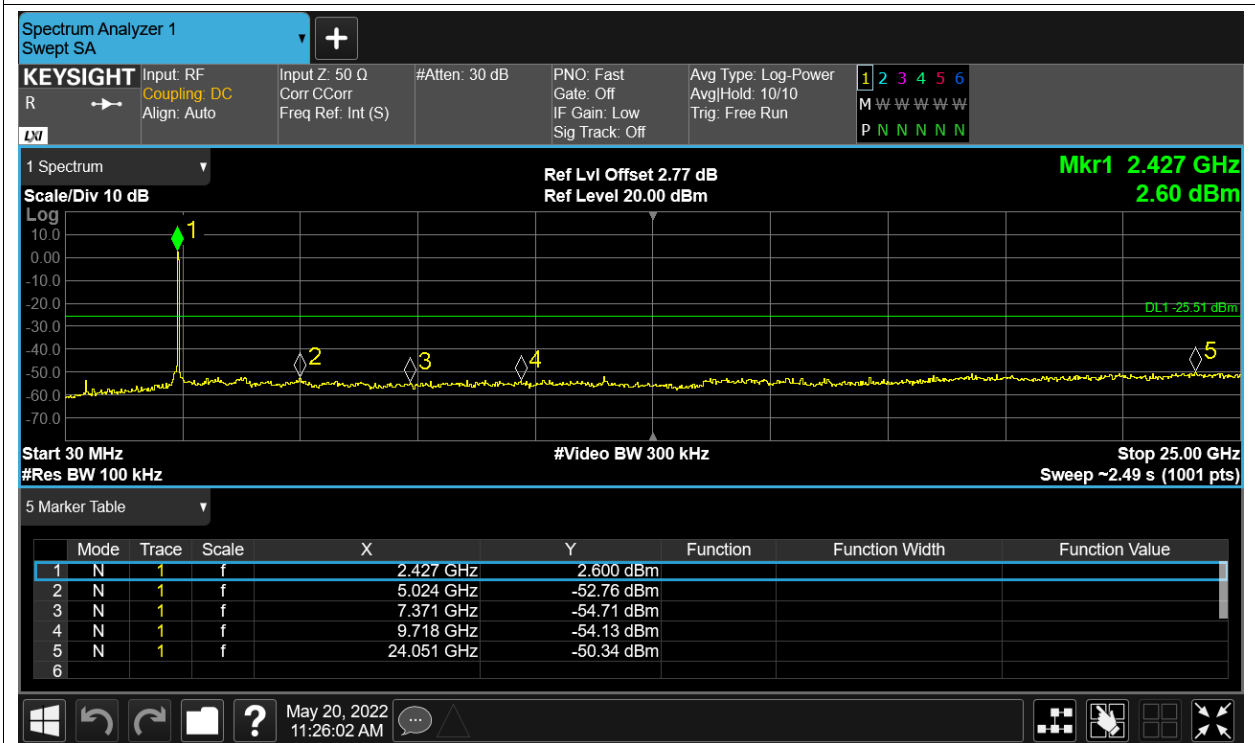 Spectrum Analyzer 1
Swept SA
+
KEYSIGHT
R
LXI
Input: RF
Coupling: DC
Align: Auto
Input Z: 50 Ω
Corr CCorr
Freq Ref: Int (S)
#Atten: 30 dB
PNO: Fast
Gate: Off
IF Gain: Low
Sig Track: Off
Avg Type: Log-Power
Avg|Hold: 10/10
Trig: Free Run
1 2 3 4 5 6
M W W W W W
P N N N N N
1 Spectrum
Scale/Div 10 dB
Ref Lvl Offset 2.77 dB
Ref Level 20.00 dBm
Mkr1 2.427 GHz
2.60 dBm
Log
10.0
0.00
-10.0
-20.0
-30.0
-40.0
-50.0
-60.0
-70.0
1
2
3
4
5
DL1 -25.51 dBm
Start 30 MHz
#Video BW 300 kHz
Stop 25.00 GHz
#Res BW 100 kHz
Sweep ~2.49 s (1001 pts)
5 Marker Table
Mode Trace Scale X Y Function Function Width Function Value
1 N 1 f 2.427 GHz 2.600 dBm
2 N 1 f 5.024 GHz -52.76 dBm
3 N 1 f 7.371 GHz -54.71 dBm
4 N 1 f 9.718 GHz -54.13 dBm
5 N 1 f 24.051 GHz -50.34 dBm
6
?
May 20, 2022
11:26:02 AM